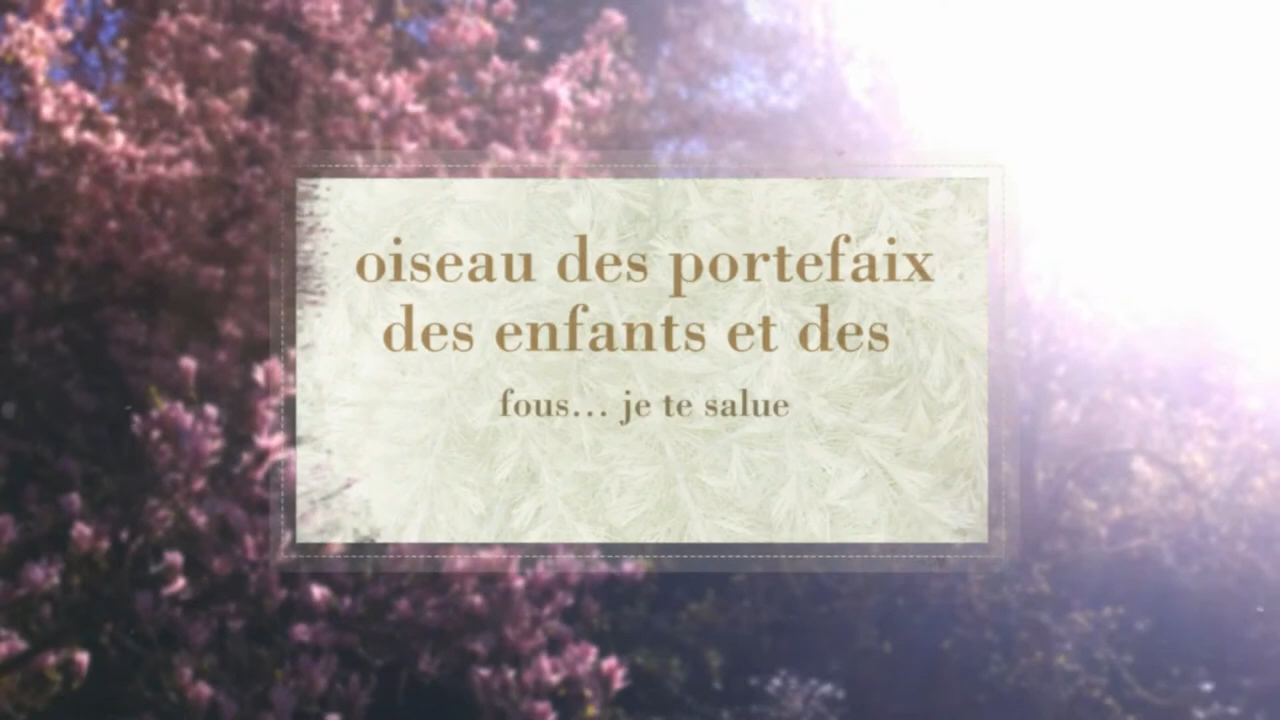 oiseau des portefaix
des enfants et des
fous... je te salue